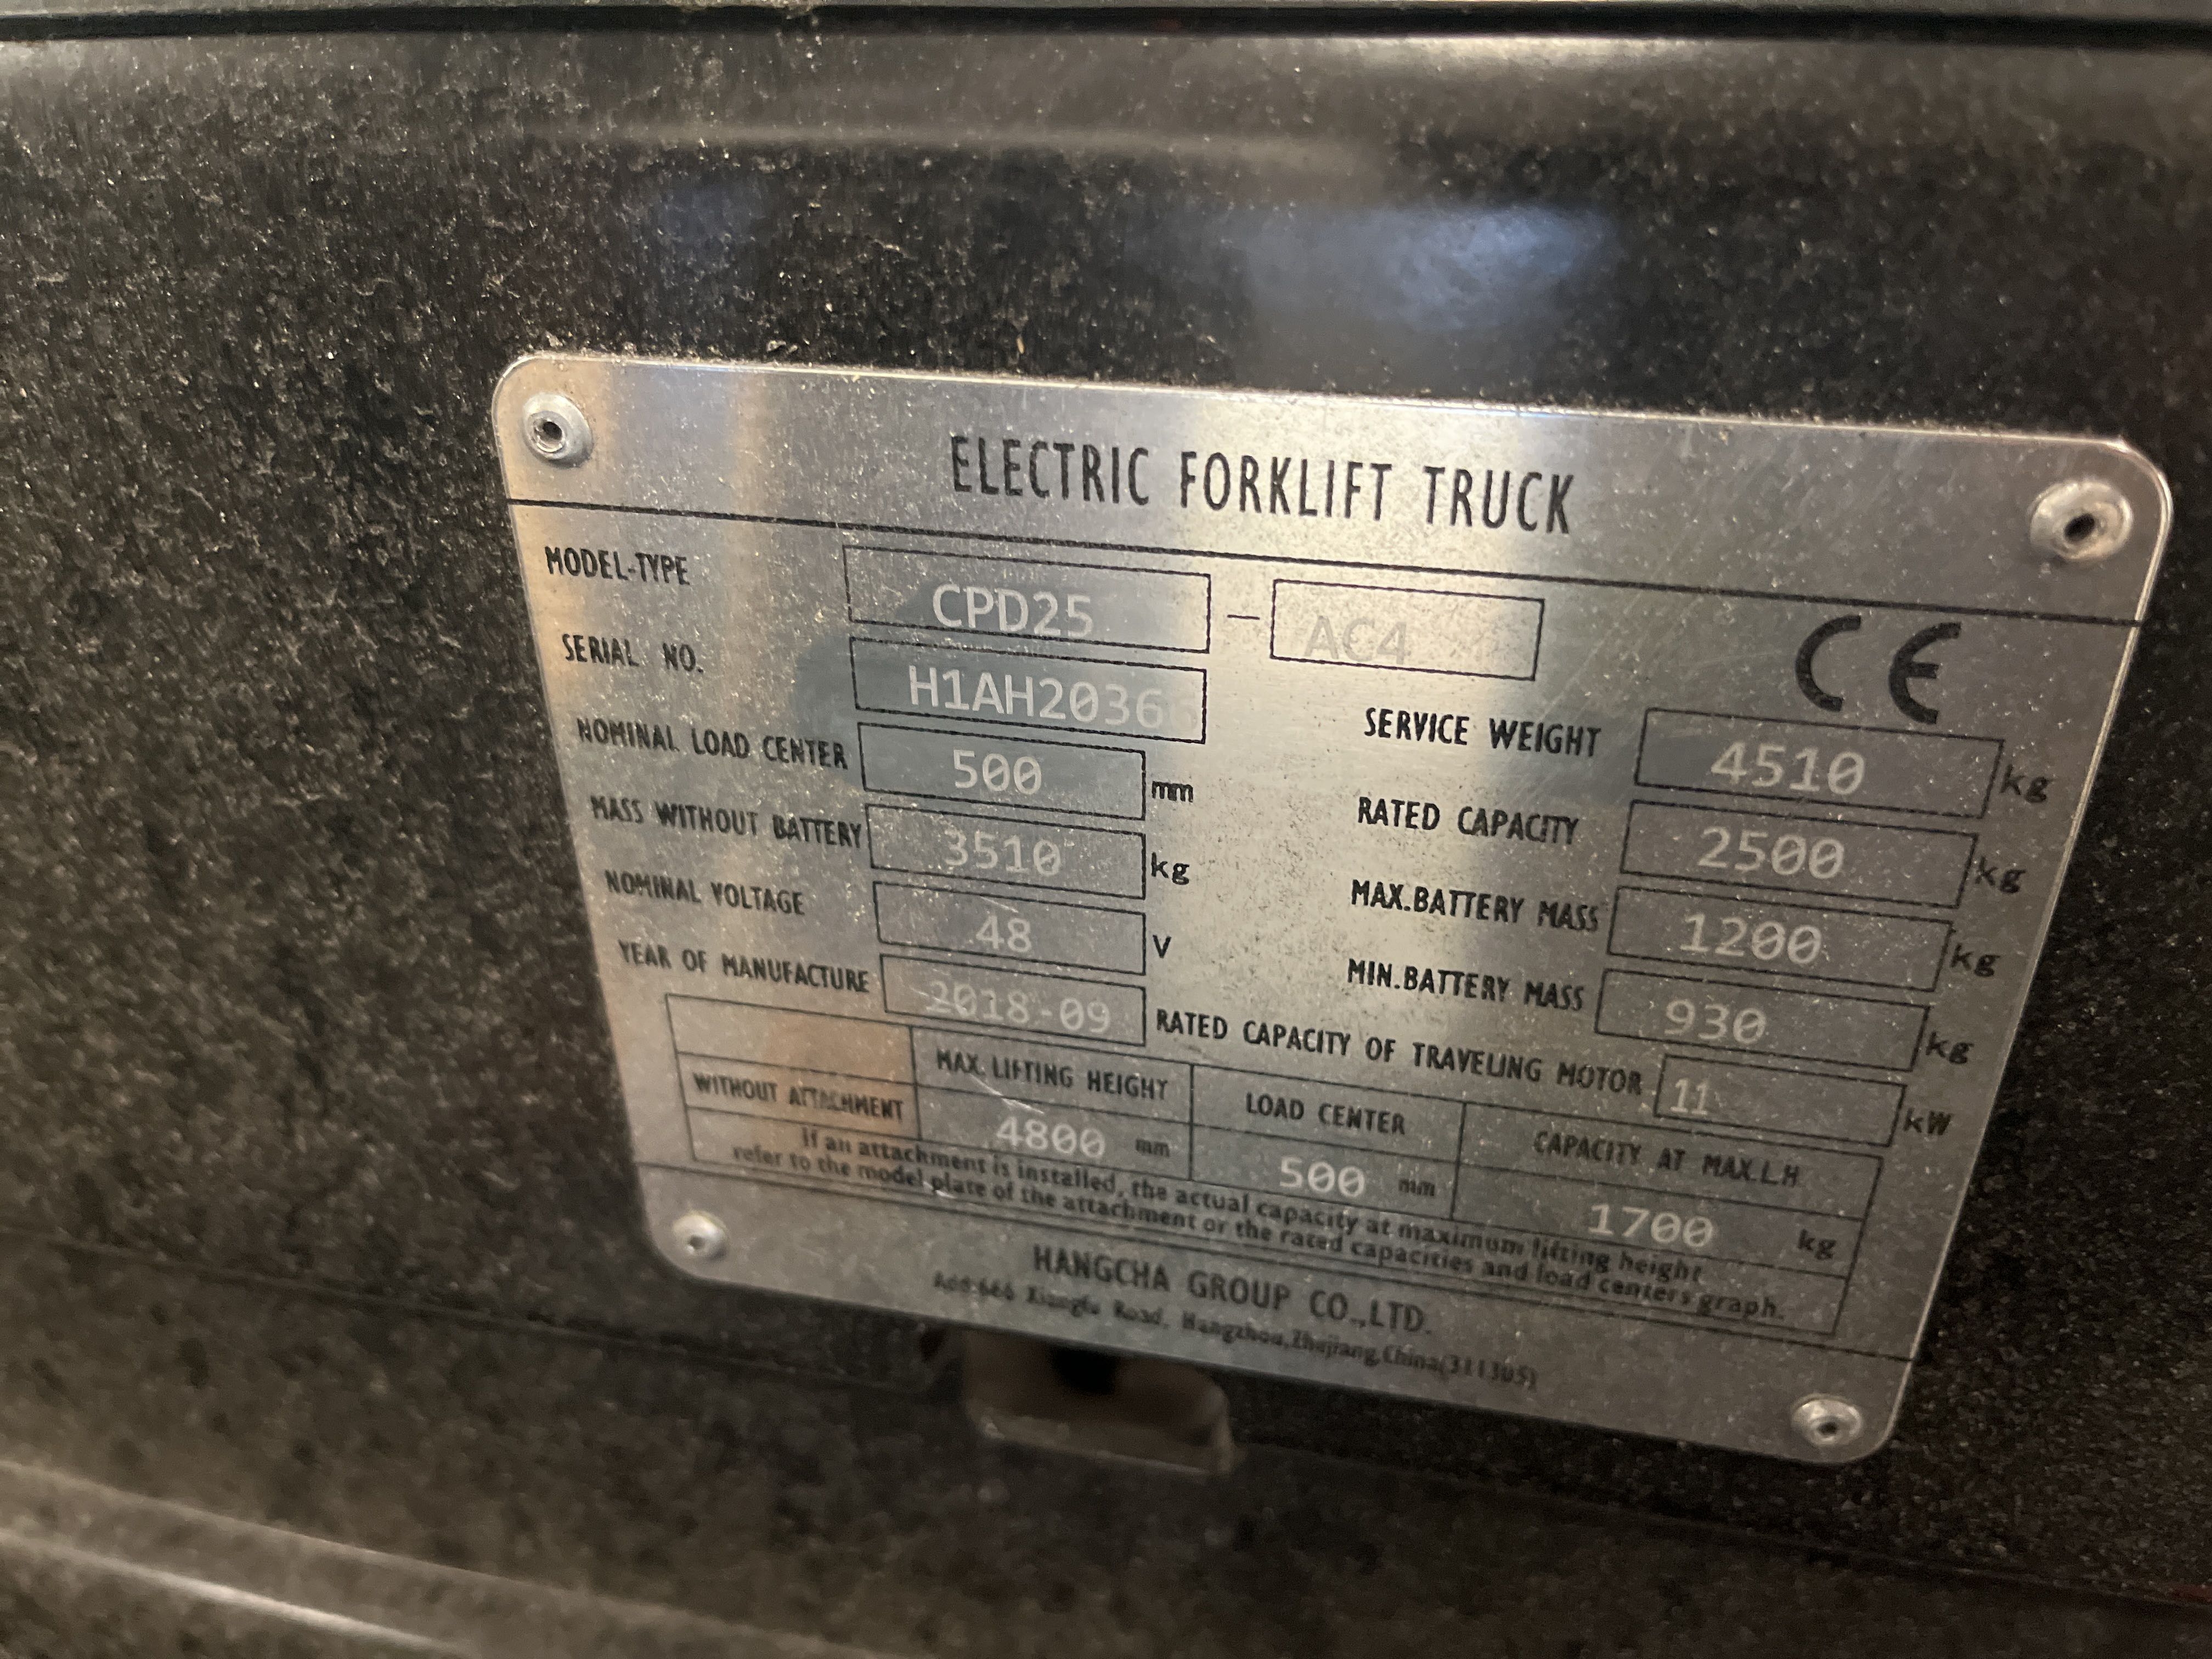 ELECTRIC FORKLIFT TRUCK
MODEL-TYPE CPD25 – AC4
CE
SERIAL NO. H1AH20366
NOMINAL LOAD CENTER 500 mm
SERVICE WEIGHT 4510 kg
MASS WITHOUT BATTERY 3510 kg
RATED CAPACITY 2500 kg
NOMINAL VOLTAGE 48 V
MAX.BATTERY MASS 1200 kg
YEAR OF MANUFACTURE 2018-09
MIN.BATTERY MASS 930 kg
RATED CAPACITY OF TRAVELING MOTOR 11 kW
MAX. LIFTING HEIGHT LOAD CENTER CAPACITY AT MAX.L.H
WITHOUT ATTACHMENT 4800 mm 500 mm 1700 kg
If an attachment is installed, the actual capacity at maximum lifting height
refer to the model plate of the attachment or the rated capacities and load centers graph.
HANGCHA GROUP CO.,LTD.
Add:666 Xiangfu Road, Hangzhou,Zhejiang,China(311305)